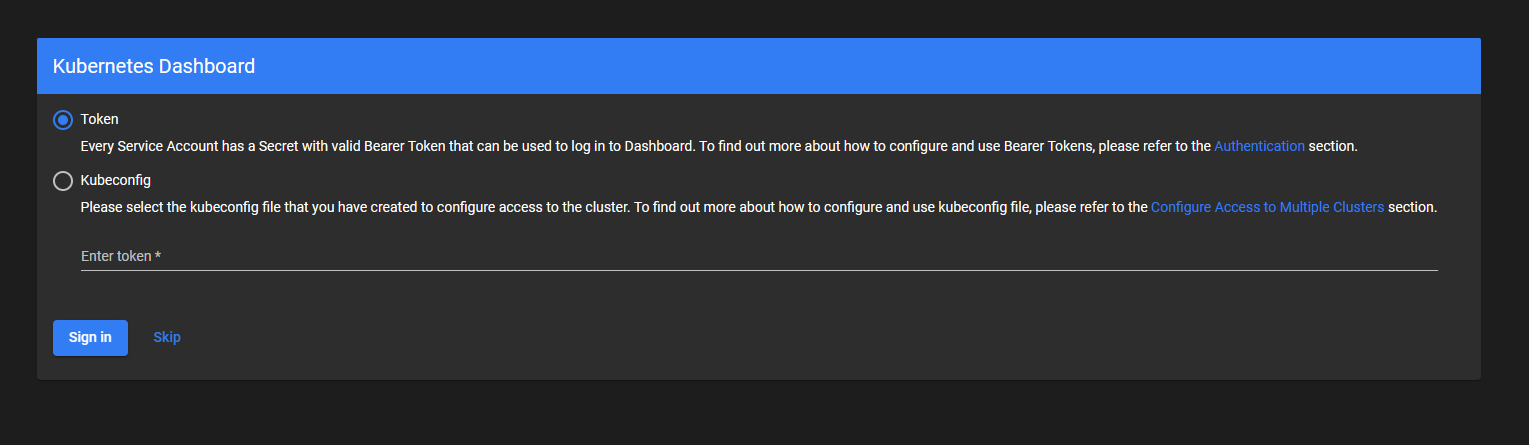 Kubernetes Dashboard
Token
Every Service Account has a Secret with valid Bearer Token that can be used to log in to Dashboard. To find out more about how to configure and use Bearer Tokens, please refer to the Authentication section.
Kubeconfig
Please select the kubeconfig file that you have created to configure access to the cluster. To find out more about how to configure and use kubeconfig file, please refer to the Configure Access to Multiple Clusters section.
Enter token *
Sign in Skip